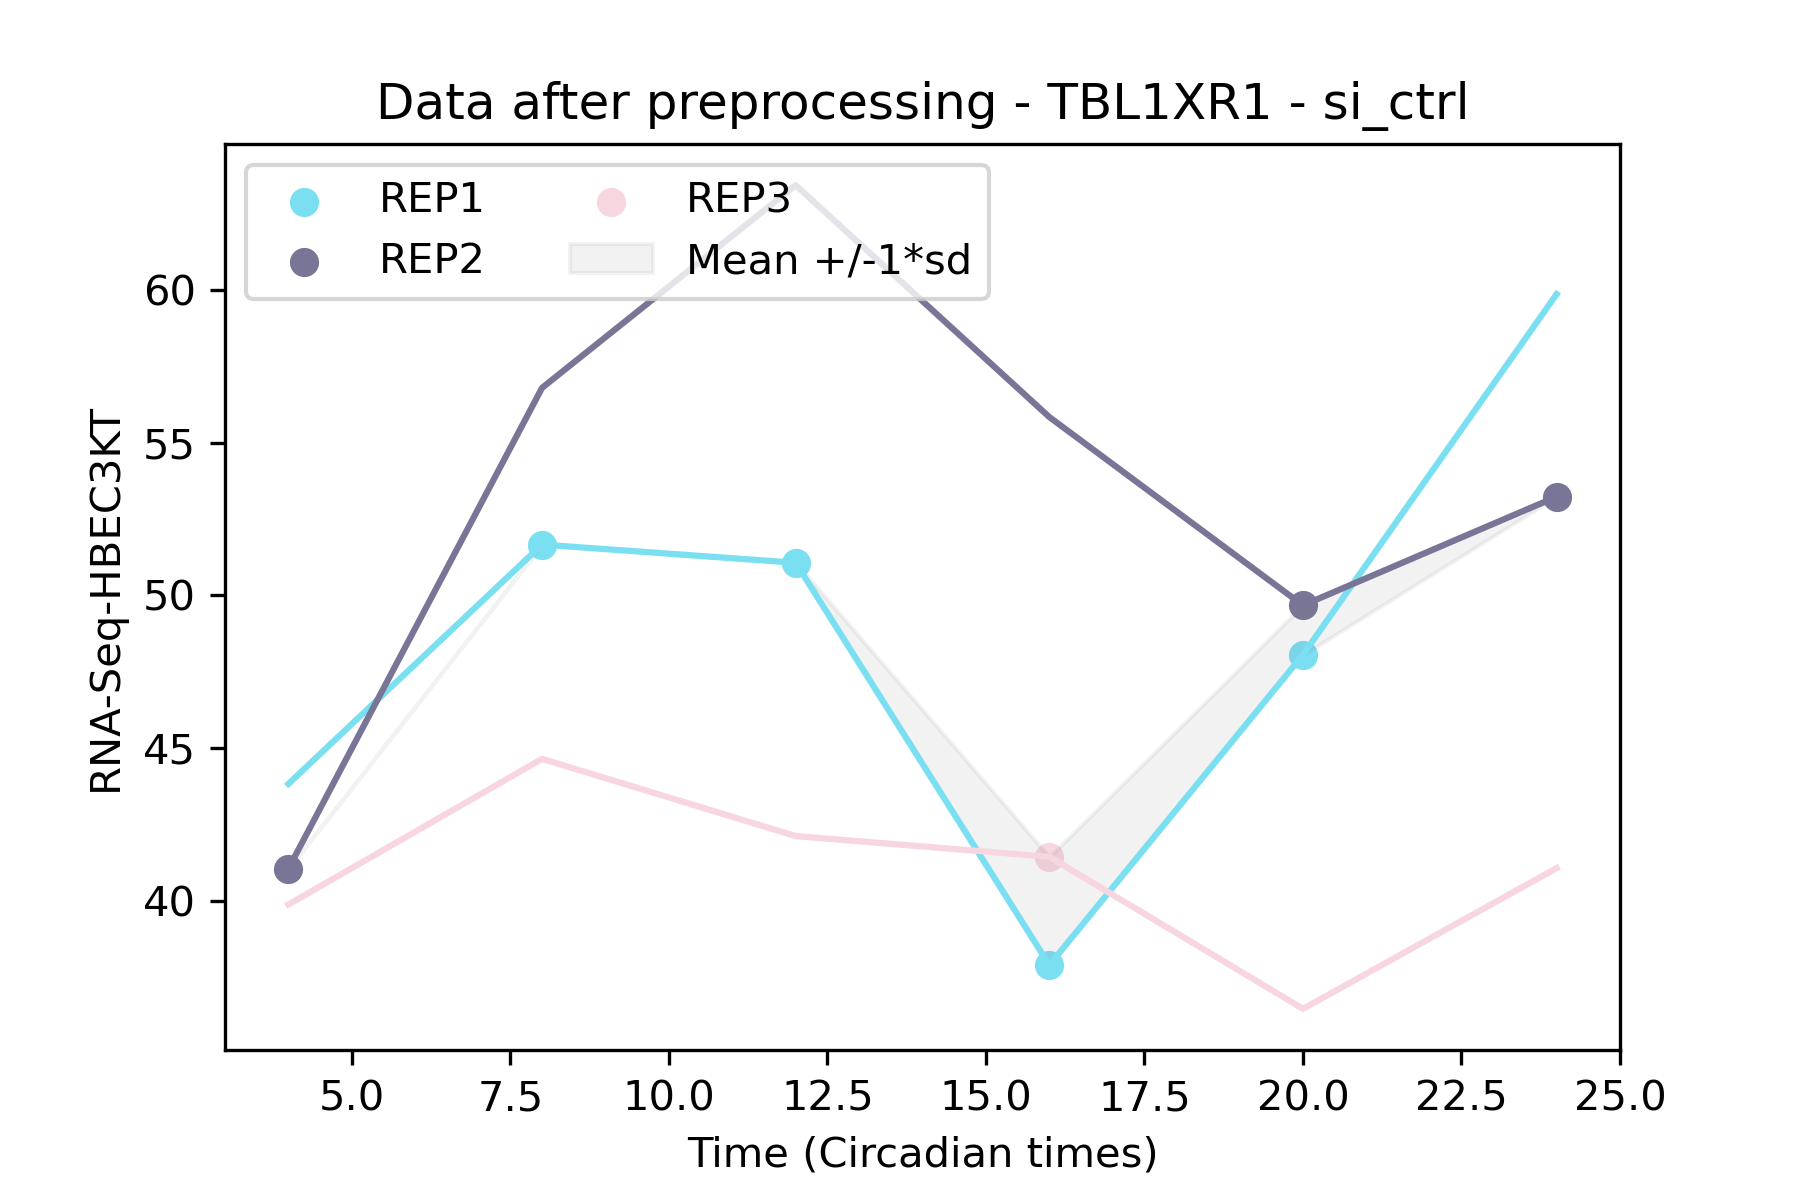 Data after preprocessing - TBL1XR1 - si_ctrl
REP1
REP2
REP3
Mean +/-1*sd
RNA-Seq-HBEC3KT
60
55
50
45
40
5.0 7.5 10.0 12.5 15.0 17.5 20.0 22.5 25.0
Time (Circadian times)